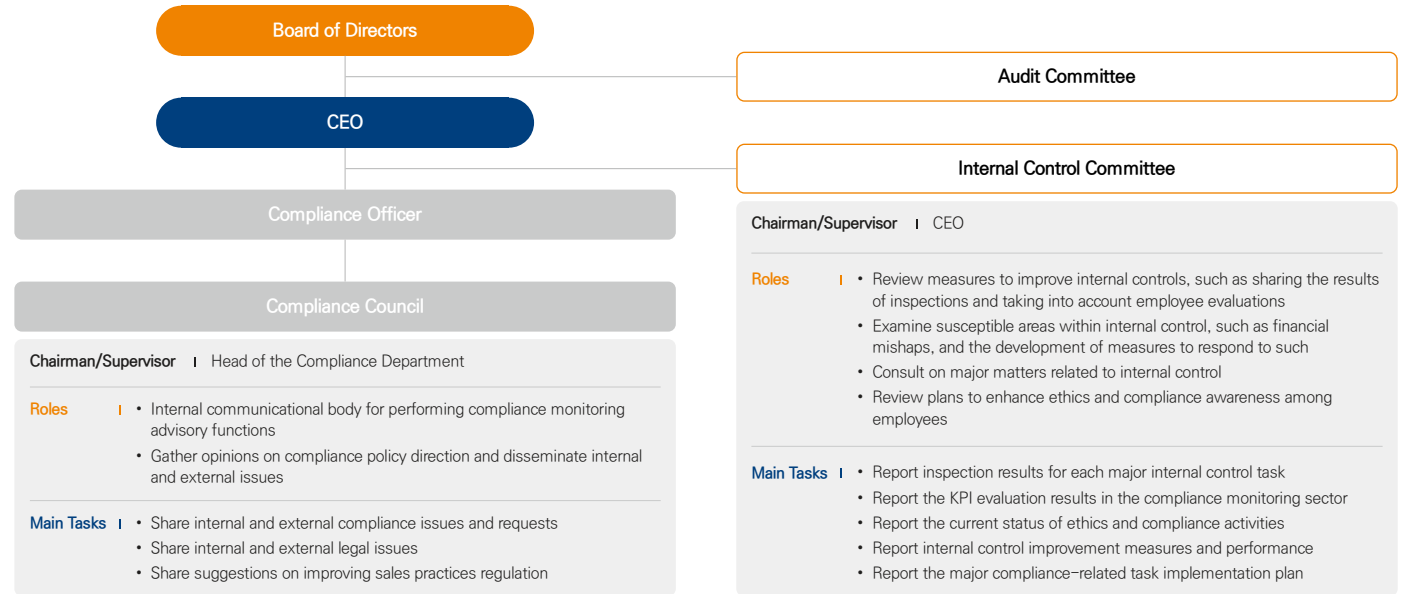 Board of Directors
Audit Committee
CEO
Internal Control Committee
Compliance Officer
Compliance Council
Chairman/Supervisor ı Head of the Compliance Department
Roles ı • Internal communicational body for performing compliance monitoring
advisory functions
• Gather opinions on compliance policy direction and disseminate internal
and external issues
Main Tasks ı • Share internal and external compliance issues and requests
• Share internal and external legal issues
• Share suggestions on improving sales practices regulation
Chairman/Supervisor ı CEO
Roles ı • Review measures to improve internal controls, such as sharing the results
of inspections and taking into account employee evaluations
• Examine susceptible areas within internal control, such as financial
mishaps, and the development of measures to respond to such
• Consult on major matters related to internal control
• Review plans to enhance ethics and compliance awareness among
employees
Main Tasks ı • Report inspection results for each major internal control task
• Report the KPI evaluation results in the compliance monitoring sector
• Report the current status of ethics and compliance activities
• Report internal control improvement measures and performance
• Report the major compliance-related task implementation plan